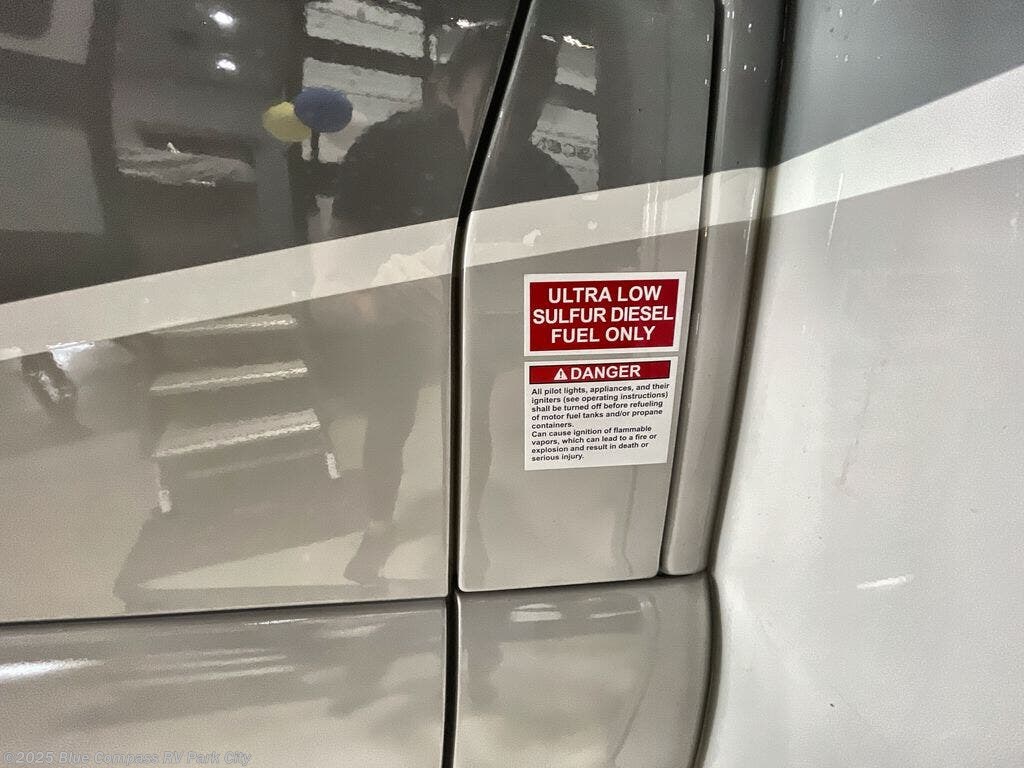 ULTRA LOW
SULFUR DIESEL
FUEL ONLY
⚠ DANGER
All pilot lights, appliances, and their
igniters (see operating instructions)
shall be turned off before refueling
of motor fuel tanks and/or propane
containers.
Can cause ignition of flammable
vapors, which can lead to a fire or
explosion and result in death or
serious injury.
©2025 Blue Compass RV Park City